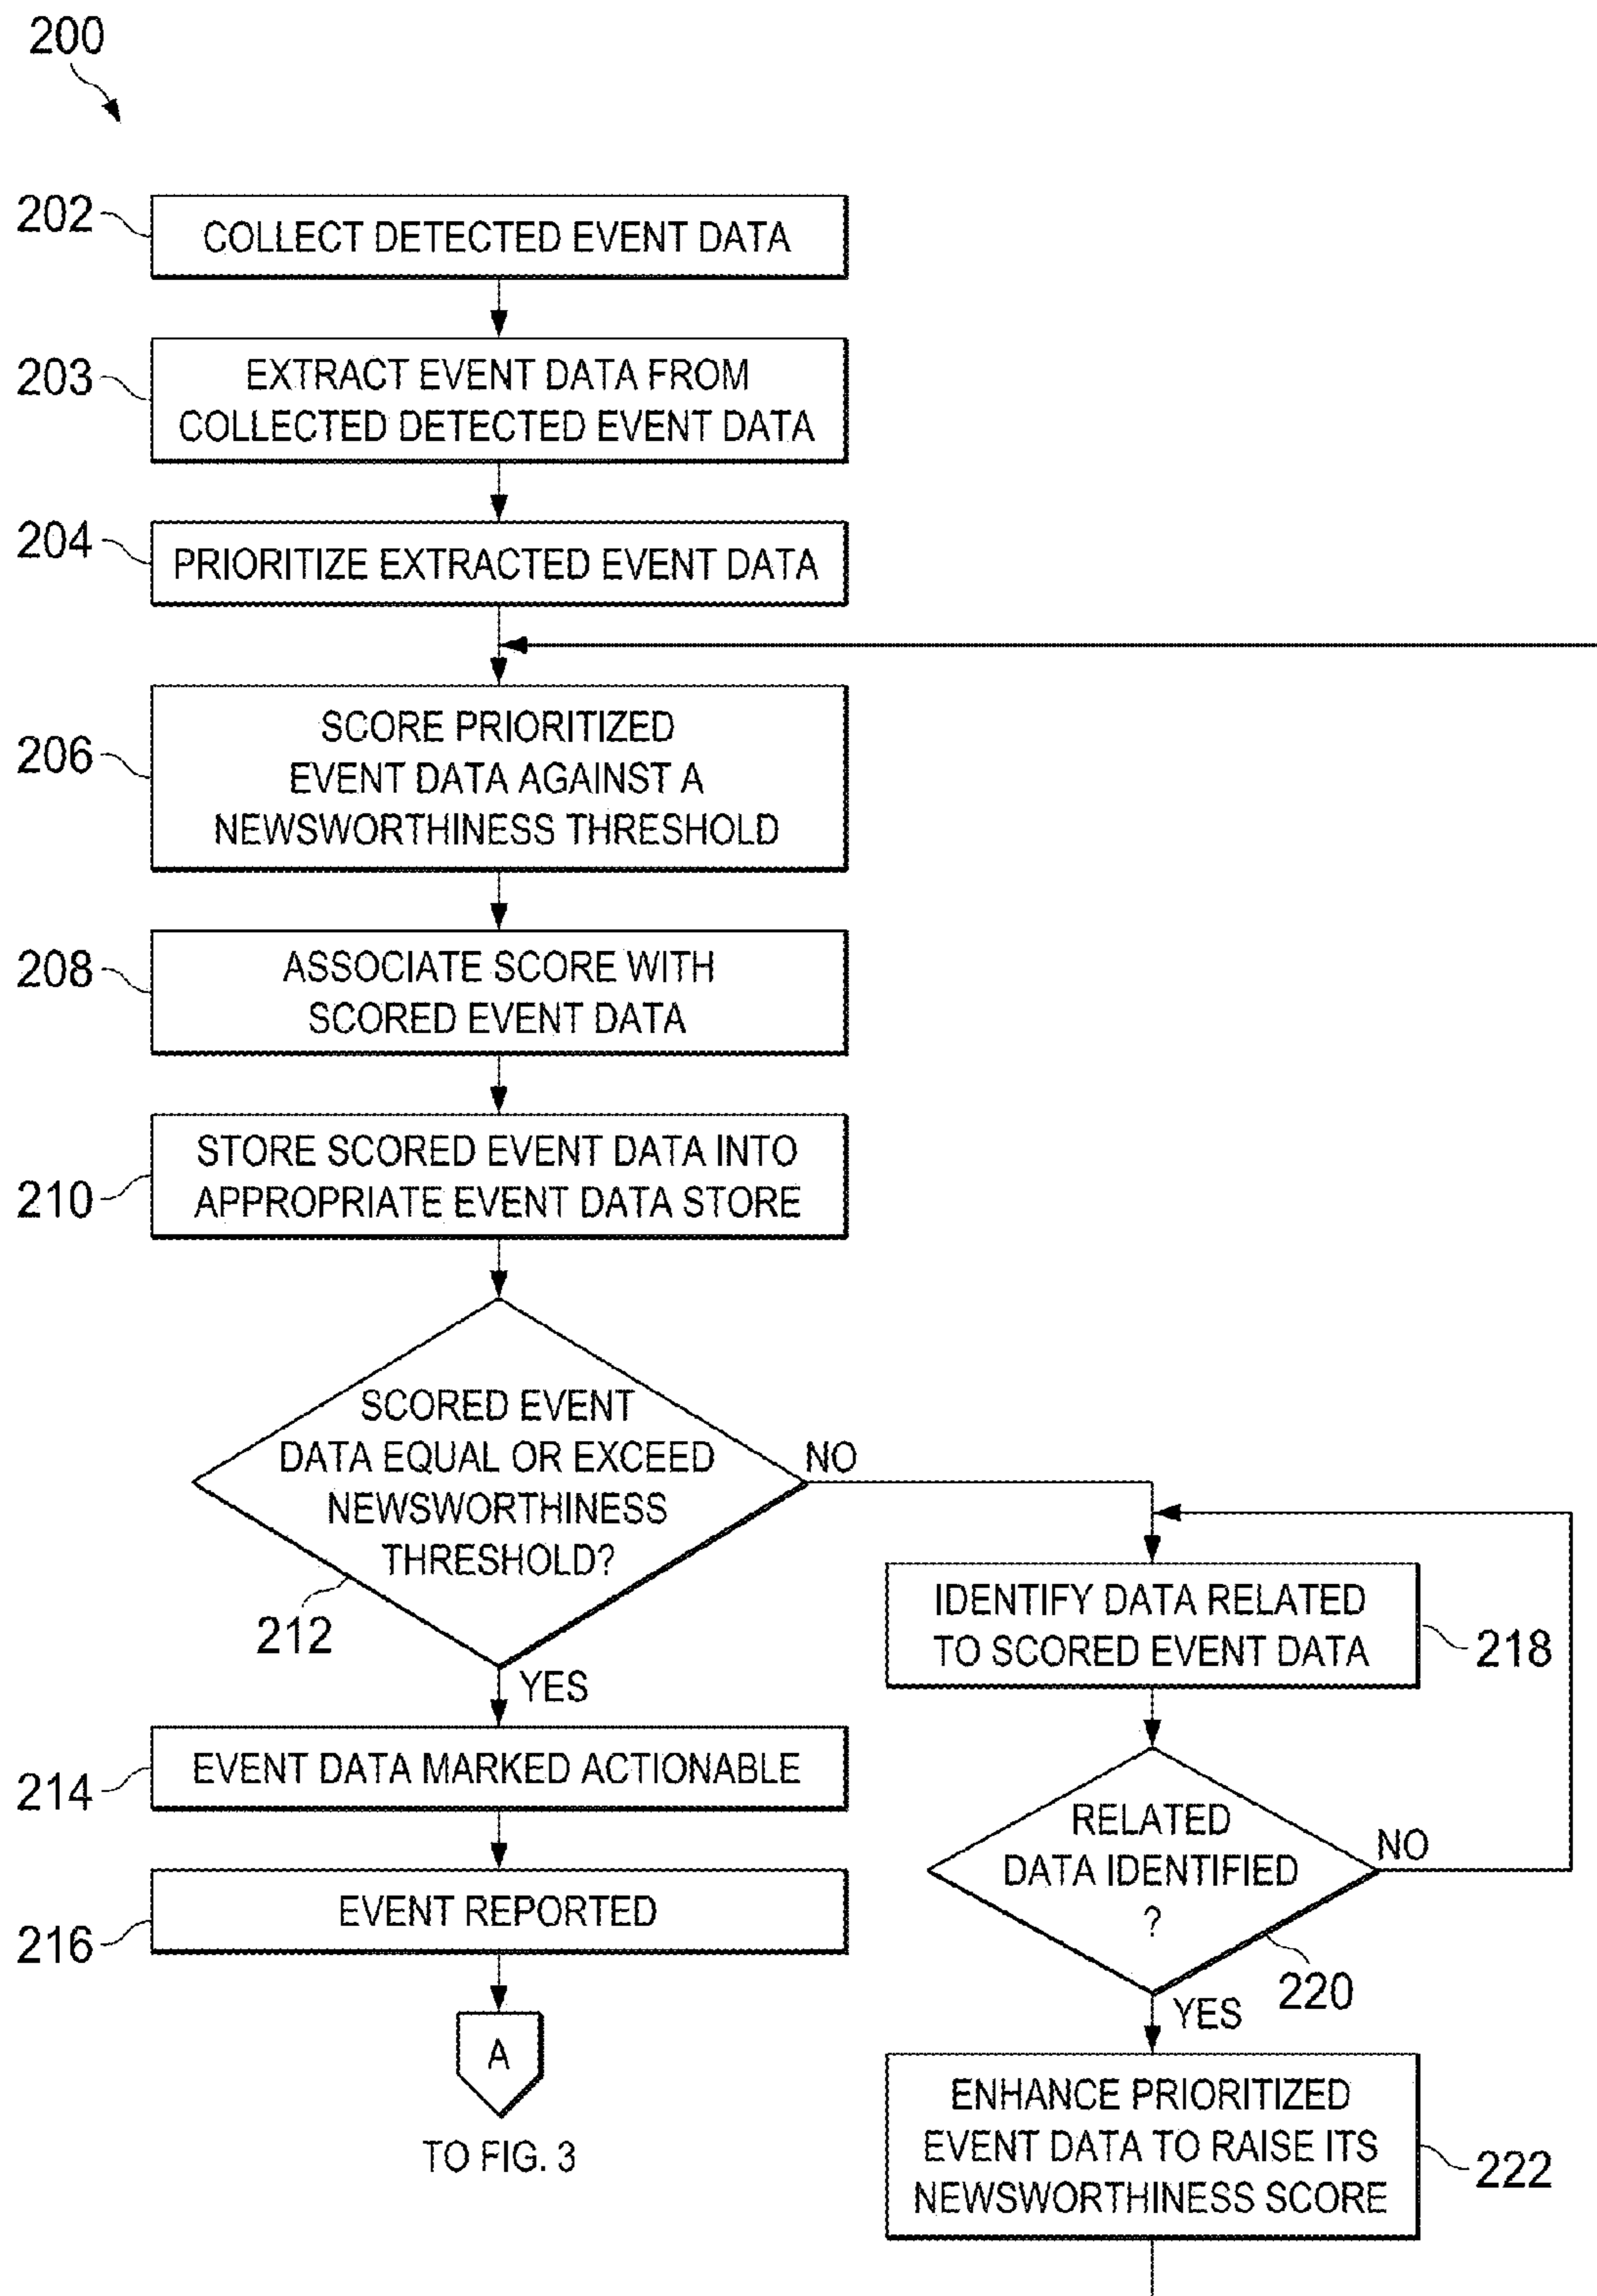 200
202
COLLECT DETECTED EVENT DATA
203
EXTRACT EVENT DATA FROM
COLLECTED DETECTED EVENT DATA
204
PRIORITIZE EXTRACTED EVENT DATA
206
SCORE PRIORITIZED
EVENT DATA AGAINST A
NEWSWORTHINESS THRESHOLD
208
ASSOCIATE SCORE WITH
SCORED EVENT DATA
210
STORE SCORED EVENT DATA INTO
APPROPRIATE EVENT DATA STORE
SCORED EVENT
DATA EQUAL OR EXCEED
NEWSWORTHINESS
THRESHOLD?
212
NO
YES
214
EVENT DATA MARKED ACTIONABLE
216
EVENT REPORTED
A
TO FIG. 3
IDENTIFY DATA RELATED
TO SCORED EVENT DATA
218
RELATED
DATA IDENTIFIED
?
220
NO
YES
ENHANCE PRIORITIZED
EVENT DATA TO RAISE ITS
NEWSWORTHINESS SCORE
222